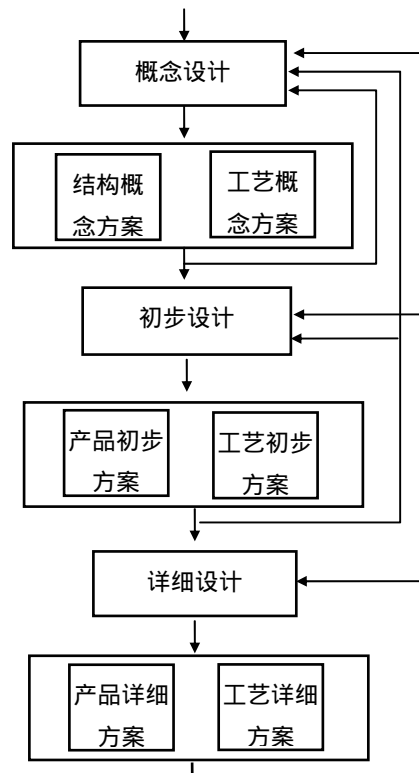 概念设计
结构概
念方案
工艺概
念方案
初步设计
产品初步
方案
工艺初步
方案
详细设计
产品详细
方案
工艺详细
方案